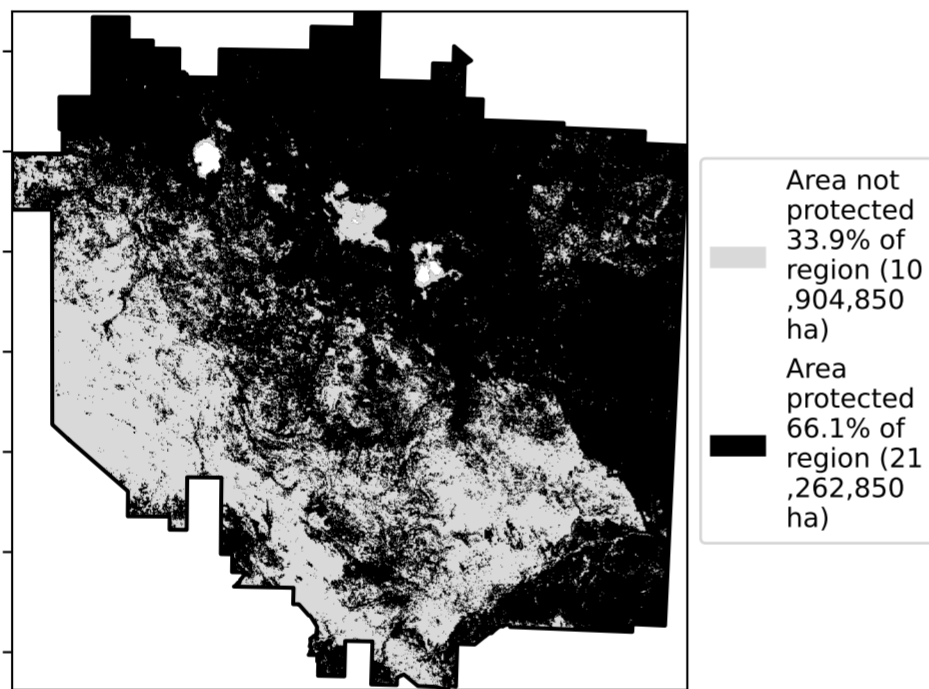 Area not
protected
33.9% of
region (10
,904,850
ha)
Area
protected
66.1% of
region (21
,262,850
ha)